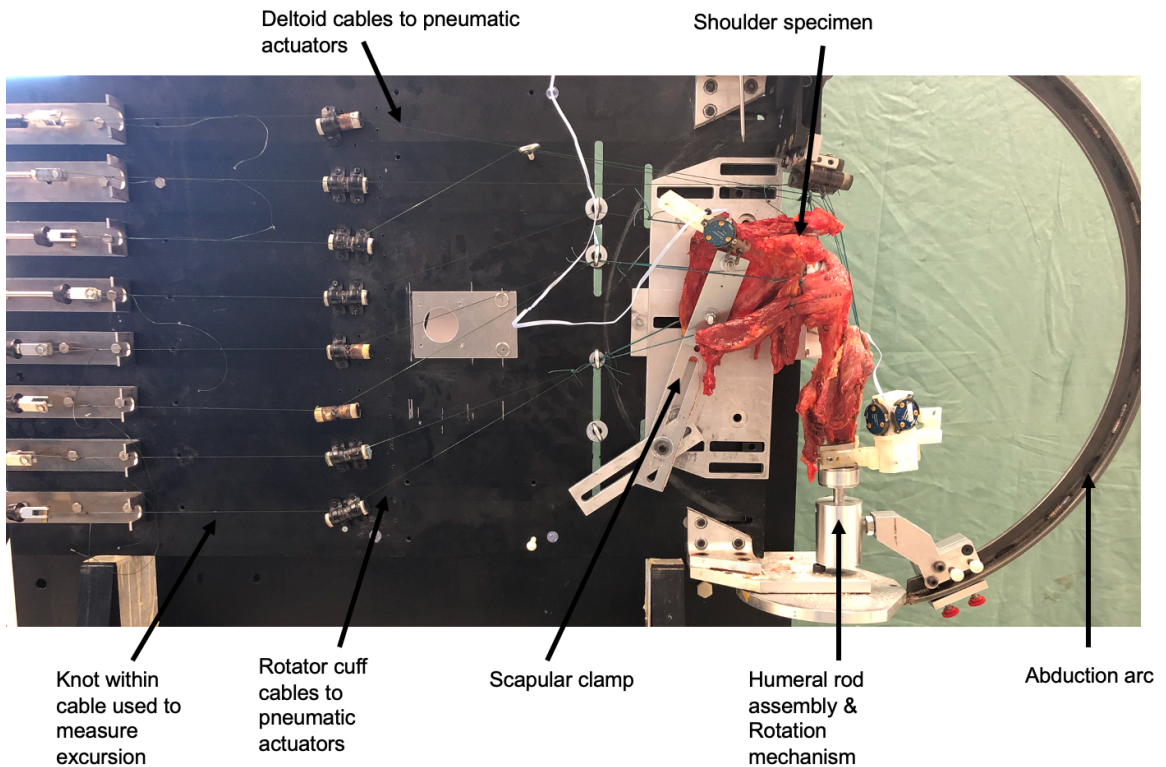 Deltoid cables to pneumatic
actuators
Shoulder specimen
Knot within
cable used to
measure
excursion
Rotator cuff
cables to
pneumatic
actuators
Scapular clamp
Humeral rod
assembly &
Rotation
mechanism
Abduction arc